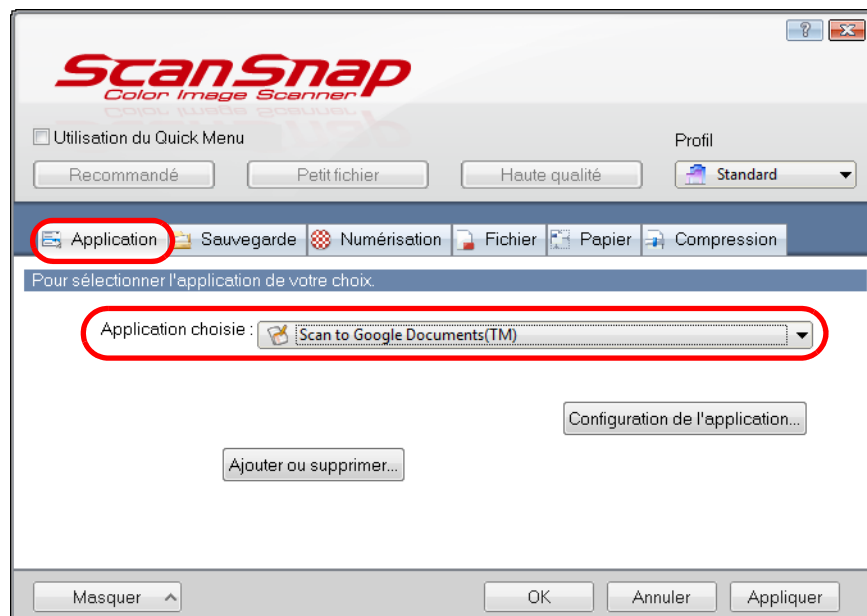 ScanSnap
Color Image Scanner
Utilisation du Quick Menu
Profil
Recommandé Petit fichier Haute qualité Standard
Application Sauvegarde Numérisation Fichier Papier Compression
Pour sélectionner l'application de votre choix.
Application choisie : Scan to Google Documents(TM)
Configuration de l'application...
Ajouter ou supprimer...
Masquer OK Annuler Appliquer